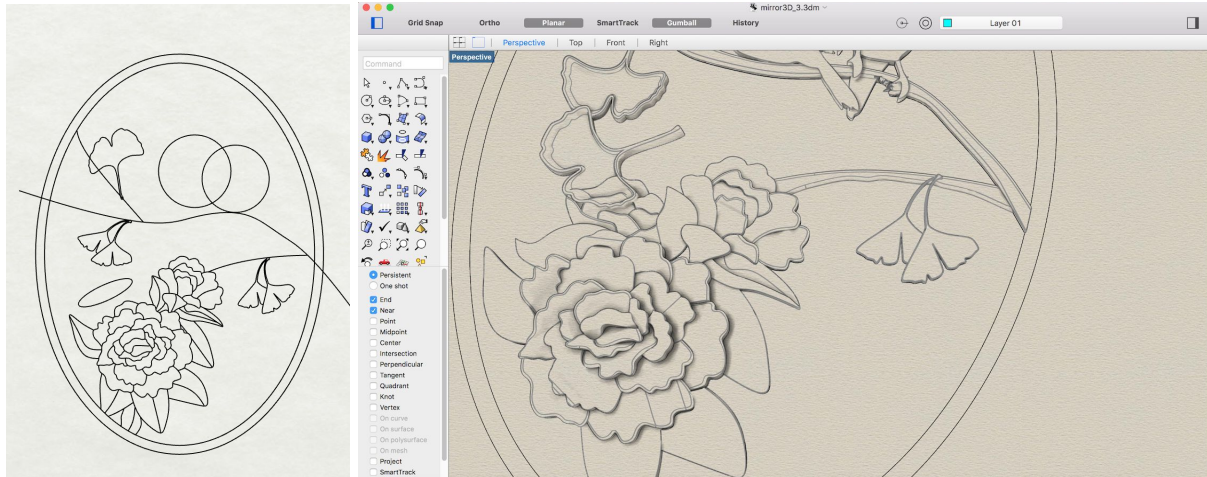 mirror3D_3.3dm
Grid Snap Ortho Planar SmartTrack Gumball History Layer 01
Perspective Top Front Right
Command
Perspective
Persistent
One shot
End
Near
Point
Midpoint
Center
Intersection
Perpendicular
Tangent
Quadrant
Knot
Vertex
On curve
On surface
On polysurface
On mesh
Project
SmartTrack